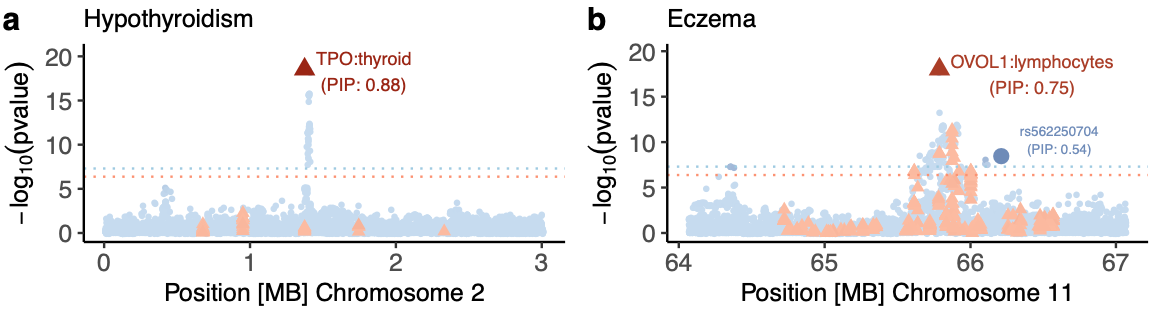 a
Hypothyroidism
− log10(pvalue)
20
15
10
5
0
TPO:thyroid
(PIP: 0.88)
0 1 2 3
Position [MB] Chromosome 2
b
Eczema
− log10(pvalue)
20
15
10
5
0
OVOL1:lymphocytes
(PIP: 0.75)
rs562250704
(PIP: 0.54)
64 65 66 67
Position [MB] Chromosome 11